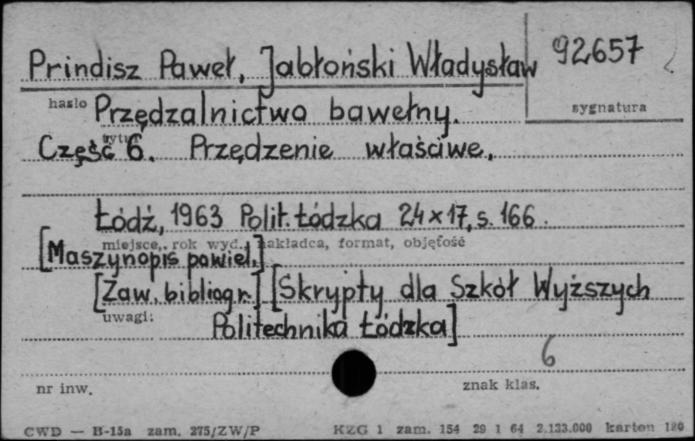 Prindisz Paweł, Jabłoński Władysław 92657
hasło Przędzalnictwo bawełny. sygnatura
tytuł
Część 6. Przędzenie właściwe.
Łódź, 1963 Polit. Łódzka 24x17, s. 166.
miejsce, rok wyd., nakładca, format, objętość
[Maszynopis powiel.]
[Zaw. bibliogr.] [Skrypty dla Szkół Wyższych
uwagi:
Politechnika Łódzka]
6
nr inw. znak klas.
CWD — B-15a zam. 275/ZW/P KZG 1 zam. 154 29 1 64 2.133.000 karton 180